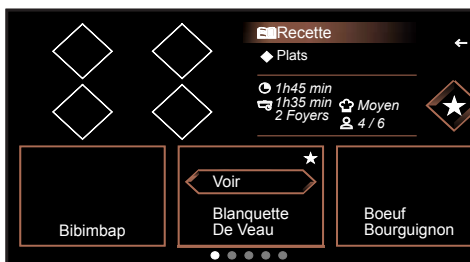 Recette
Plats
1h45 min
1h35 min
2 Foyers
Moyen
4 / 6
Voir
Bibimbap
Blanquette
De Veau
Boeuf
Bourguignon